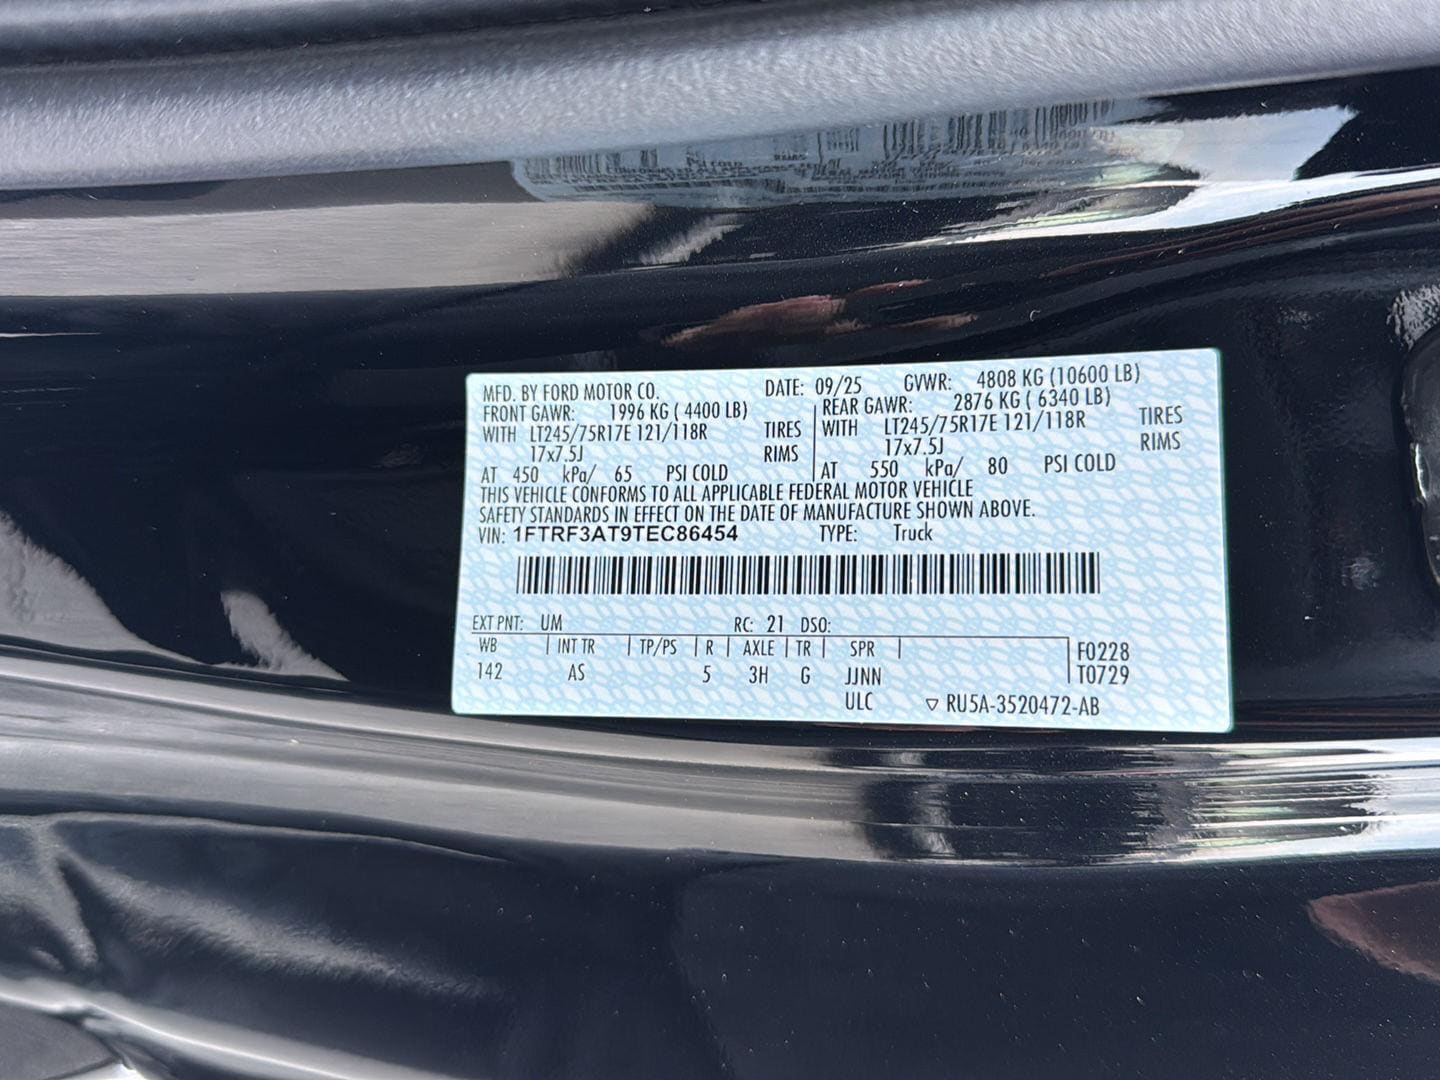 MFD. BY FORD MOTOR CO. DATE: 09/25 GVWR: 4808 KG (10600 LB)
FRONT GAWR: 1996 KG ( 4400 LB) REAR GAWR: 2876 KG ( 6340 LB)
WITH LT245/75R17E 121/118R TIRES WITH LT245/75R17E 121/118R TIRES
17x7.5J RIMS 17x7.5J RIMS
AT 450 kPa/ 65 PSI COLD AT 550 kPa/ 80 PSI COLD
THIS VEHICLE CONFORMS TO ALL APPLICABLE FEDERAL MOTOR VEHICLE
SAFETY STANDARDS IN EFFECT ON THE DATE OF MANUFACTURE SHOWN ABOVE.
VIN: 1FTRF3AT9TEC86454 TYPE: Truck
EXT PNT: UM RC: 21 DSO:
WB INT TR TP/PS R AXLE TR SPR F0228
142 AS 5 3H G JJNN T0729
ULC ▽ RU5A-3520472-AB